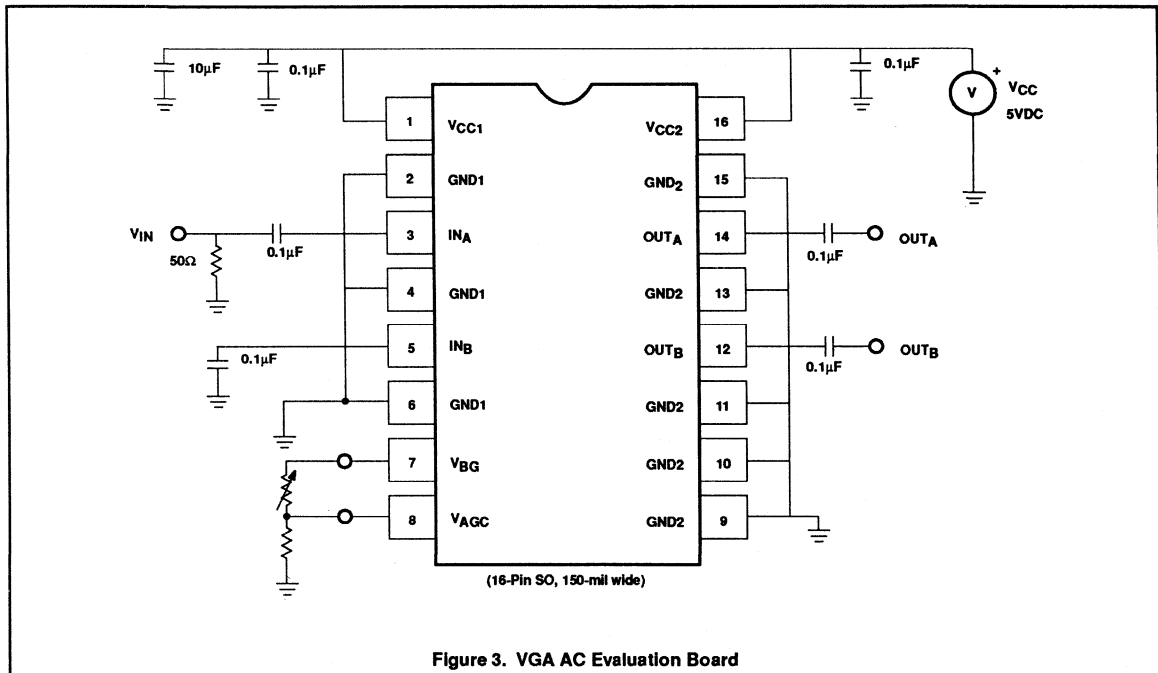 10μF
0.1μF
0.1μF
+
V
VCC
5VDC
1
VCC1
VCC2
16
2
GND1
GND2
15
VIN
50Ω
0.1μF
3
INA
OUTA
14
0.1μF
OUTA
4
GND1
GND2
13
0.1μF
5
INB
OUTB
12
0.1μF
OUTB
6
GND1
GND2
11
7
VBG
GND2
10
8
VAGC
GND2
9
(16-Pin SO, 150-mil wide)
Figure 3. VGA AC Evaluation Board